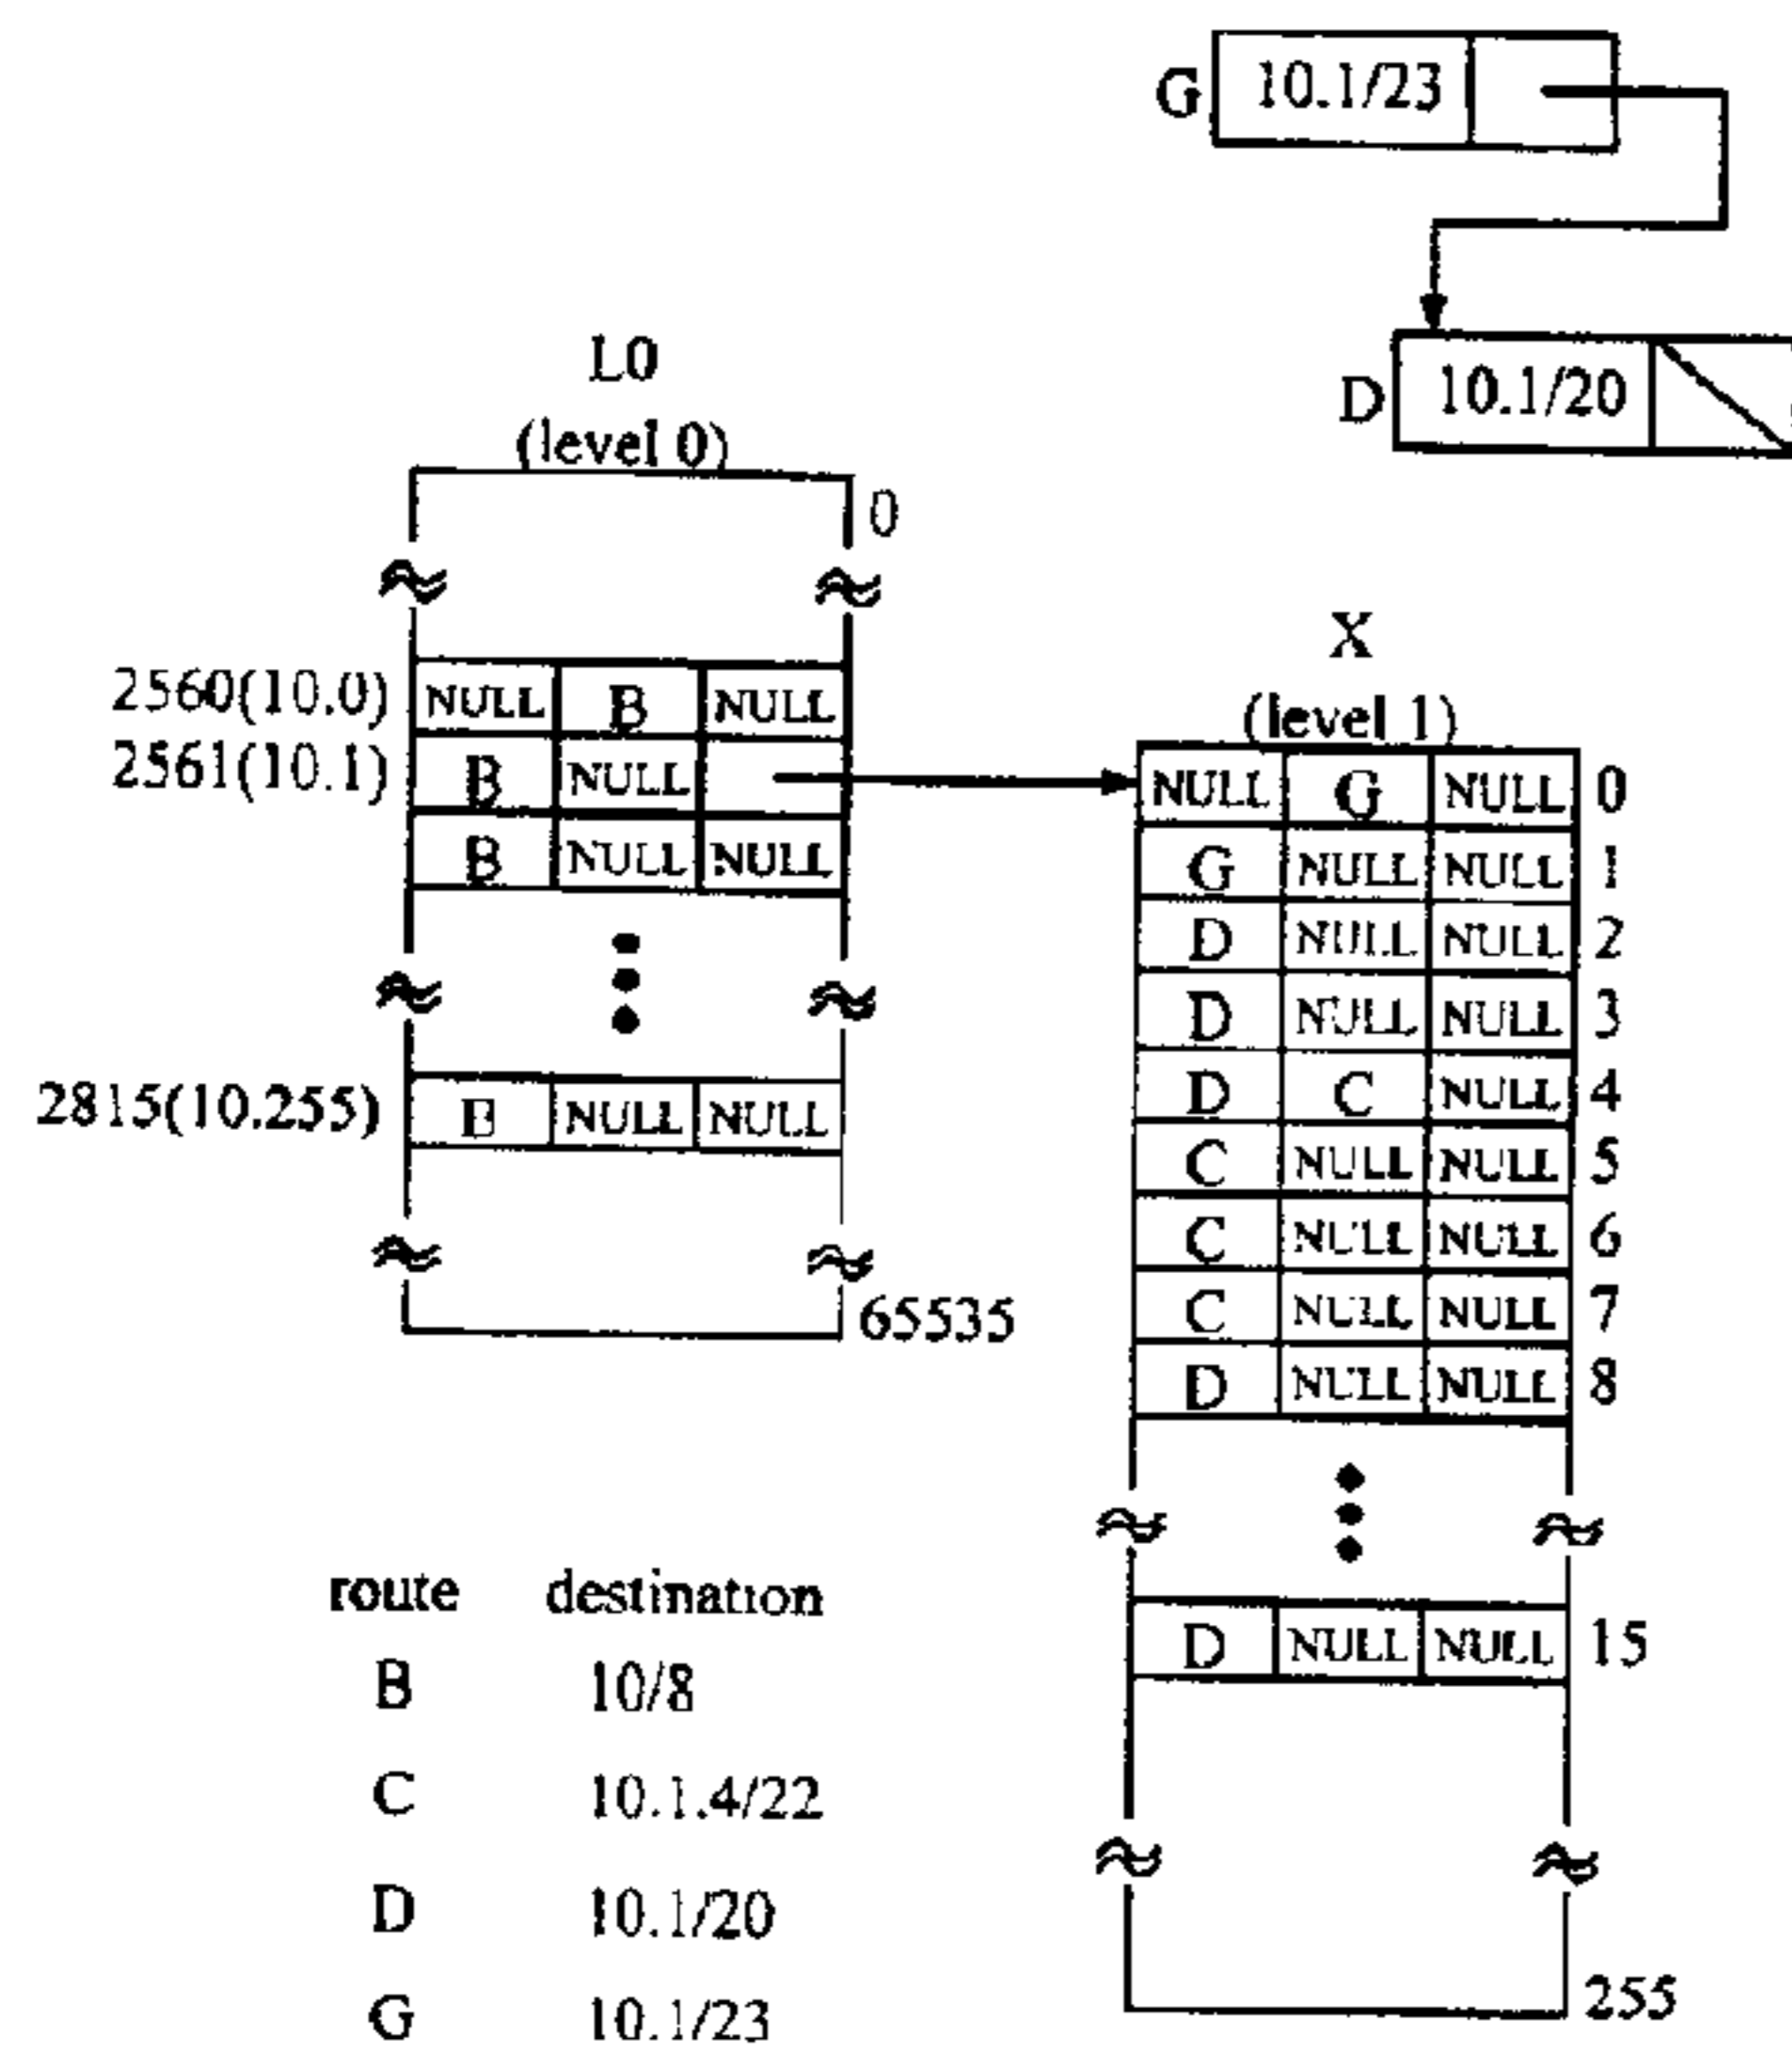 G 10.1/23
D 10.1/20
L0
(level 0)
0
2560(10.0) NULL B NULL
2561(10.1) B NULL
B NULL NULL
2815(10.255) B NULL NULL
65535
X
(level 1)
NULL G NULL 0
G NULL NULL 1
D NULL NULL 2
D NULL NULL 3
D C NULL 4
C NULL NULL 5
C NULL NULL 6
C NULL NULL 7
D NULL NULL 8
D NULL NULL 15
255
route destination
B 10/8
C 10.1.4/22
D 10.1/20
G 10.1/23